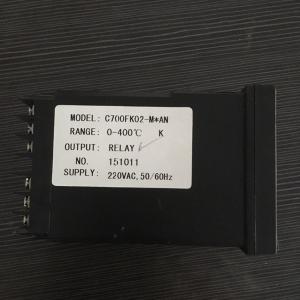 MODEL: C700FK02-M*AN
RANGE: 0-400℃ K
OUTPUT: RELAY
NO. 151011
SUPPLY: 220VAC,50/60Hz